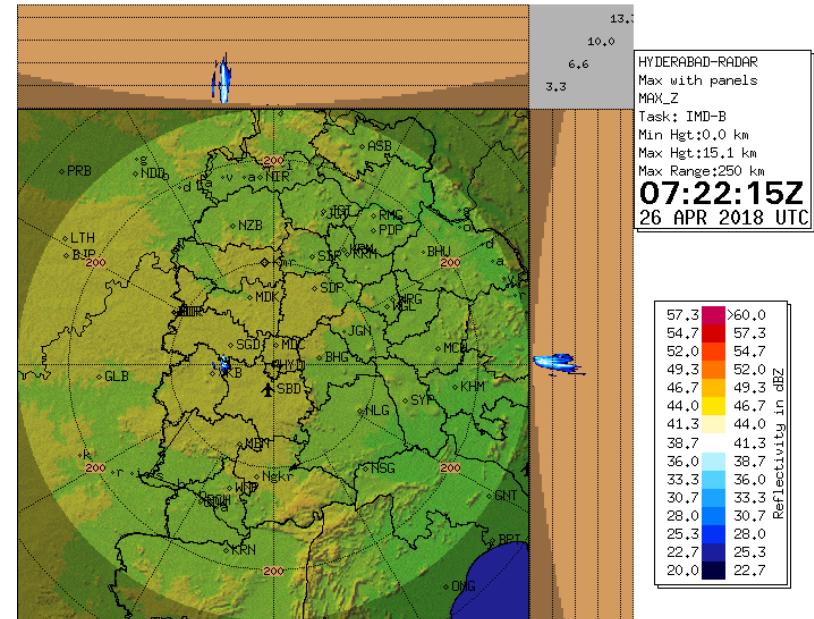 13.3
10.0
6.6
3.3
HYDERABAD-RADAR
Max with panels
MAX_Z
Task: IMD-B
Min Hgt:0.0 km
Max Hgt:15.1 km
Max Range:250 km
07:22:15Z
26 APR 2018 UTC
ASB
PRB
NDD
200
NIR
NZB
RMG
PDP
LTH
BJP
200
BHU
200
SDP
MDK
JGN
SGD
MDC
BHG
MCH
GLB
SBD
KHM
SYP
NLG
200
NSG
200
Ngkr
GNT
KRN
200
BPT
ONG
57.3 >60.0
54.7 57.3
52.0 54.7
49.3 52.0
46.7 49.3
44.0 46.7
41.3 44.0
38.7 41.3
36.0 38.7
33.3 36.0
30.7 33.3
28.0 30.7
25.3 28.0
22.7 25.3
20.0 22.7
Reflectivity in dBZ